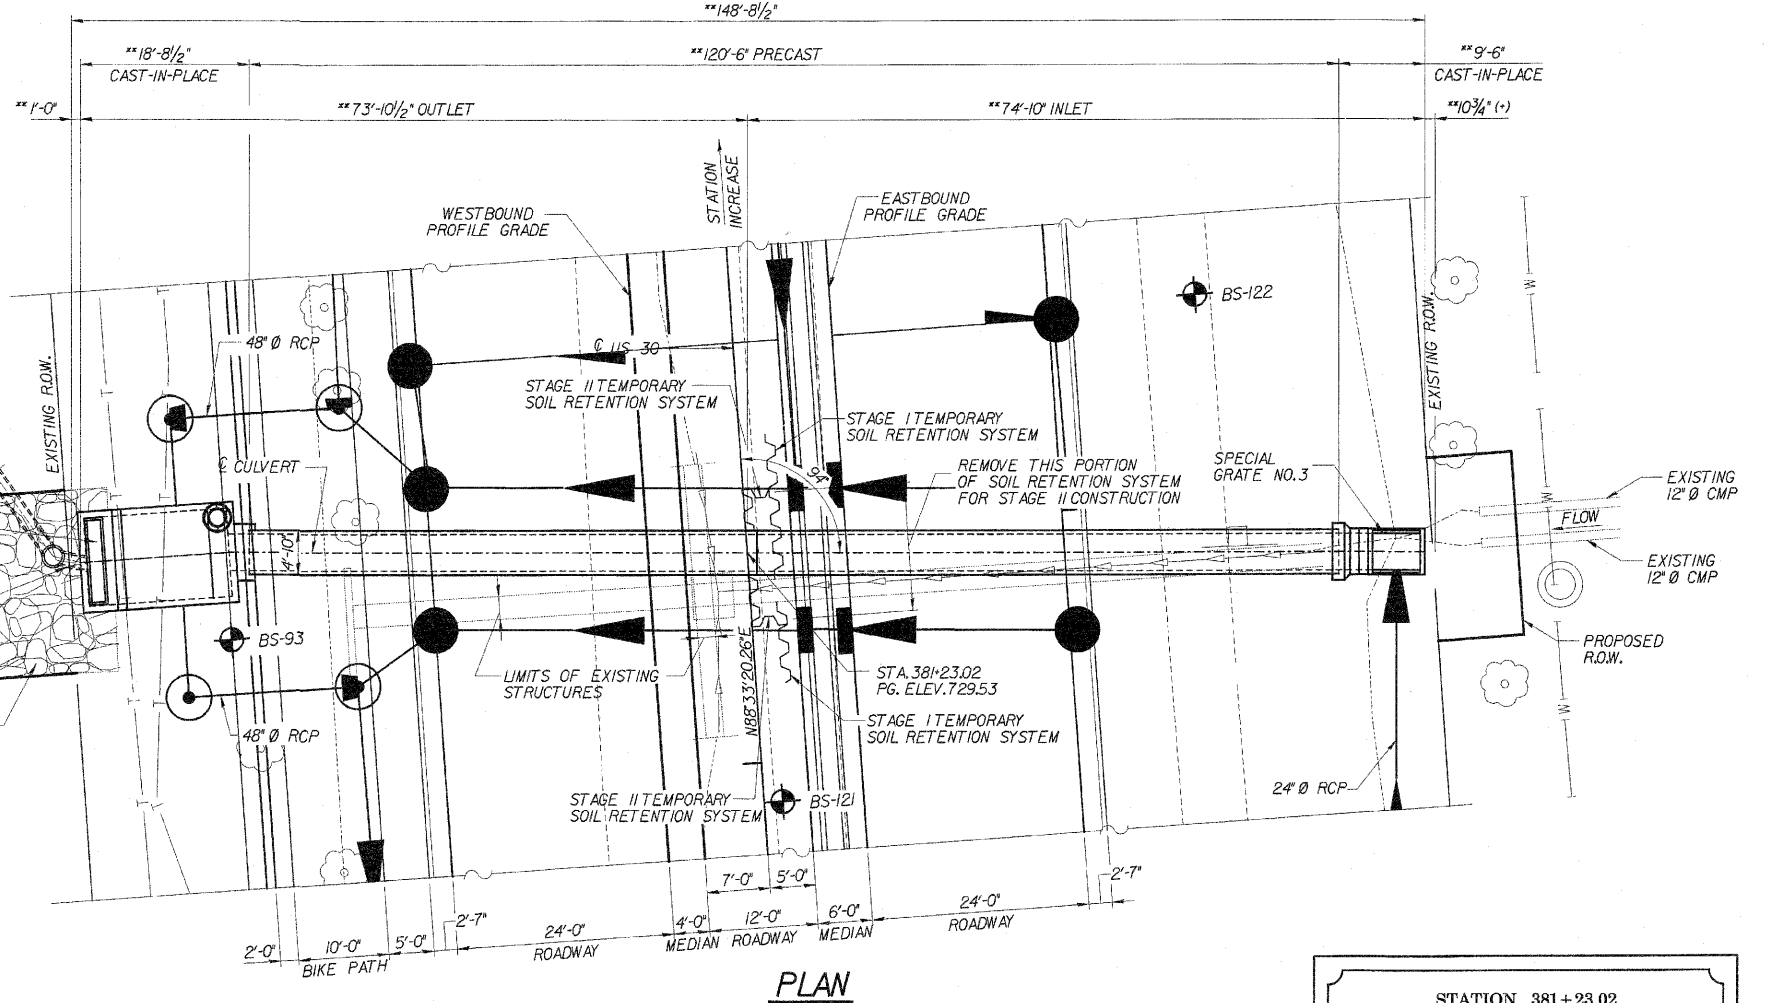 **148'-8½"
**18'-8½"
CAST-IN-PLACE
**120'-6" PRECAST
**9'-6"
CAST-IN-PLACE
**1'-0"
**73'-10½" OUTLET
**74'-10" INLET
**10¾" (+)
STATION
INCREASE
WESTBOUND
PROFILE GRADE
EASTBOUND
PROFILE GRADE
BS-122
EXISTING R.O.W.
EXISTING R.O.W.
48" Ø RCP
℄ US 30
STAGE II TEMPORARY
SOIL RETENTION SYSTEM
STAGE I TEMPORARY
SOIL RETENTION SYSTEM
94°
℄ CULVERT
REMOVE THIS PORTION
OF SOIL RETENTION SYSTEM
FOR STAGE II CONSTRUCTION
SPECIAL
GRATE NO.3
EXISTING
12" Ø CMP
FLOW
EXISTING
12" Ø CMP
4'-10"
BS-93
LIMITS OF EXISTING
STRUCTURES
N88°33'20.26"E
STA. 381+23.02
PG. ELEV. 729.53
PROPOSED
R.O.W.
48" Ø RCP
STAGE I TEMPORARY
SOIL RETENTION SYSTEM
STAGE II TEMPORARY
SOIL RETENTION SYSTEM
BS-121
24" Ø RCP
T
T
T
T
T
T
W
W
W
W
7'-0"
5'-0"
2'-7"
2'-0"
10'-0"
BIKE PATH
5'-0"
2'-7"
24'-0"
ROADWAY
4'-0"
MEDIAN
12'-0"
ROADWAY
6'-0"
MEDIAN
24'-0"
ROADWAY
PLAN
STATION 381+23.02